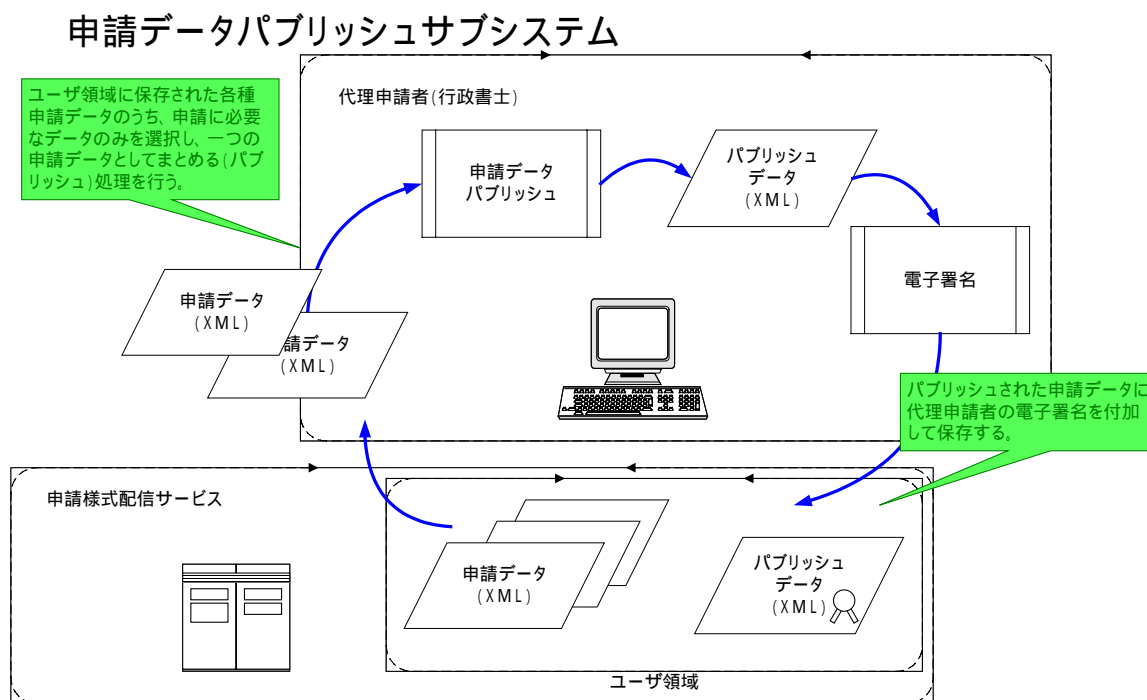 申請データパブリッシュサブシステム
ユーザ領域に保存された各種
申請データのうち、申請に必要
なデータのみを選択し、一つの
申請データとしてまとめる(パブ
リッシュ)処理を行う。
代理申請者(行政書士)
申請データ
パブリッシュ
パブリッシュ
データ
(XML)
電子署名
申請データ
(XML)
請データ
(XML)
パブリッシュされた申請データに
代理申請者の電子署名を付加
して保存する。
申請様式配信サービス
申請データ
(XML)
パブリッシュ
データ
(XML)
ユーザ領域